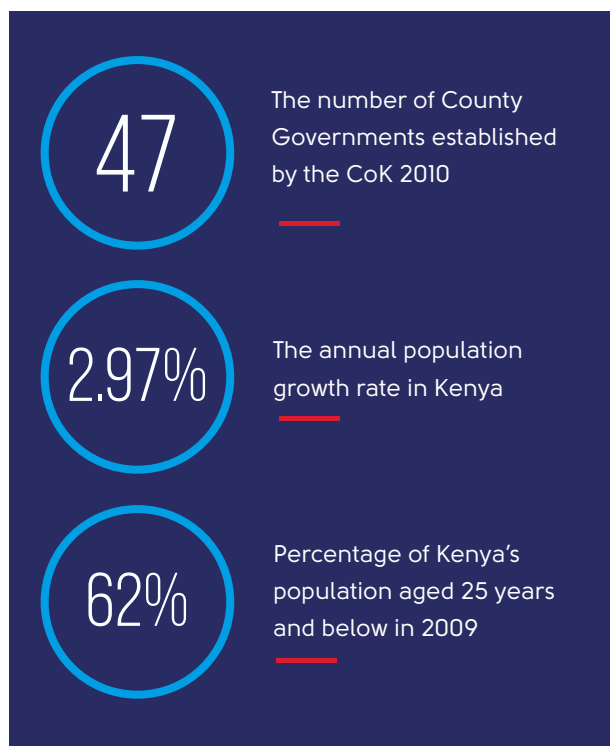 47
The number of County
Governments established
by the CoK 2010
2.97%
The annual population
growth rate in Kenya
62%
Percentage of Kenya's
population aged 25 years
and below in 2009